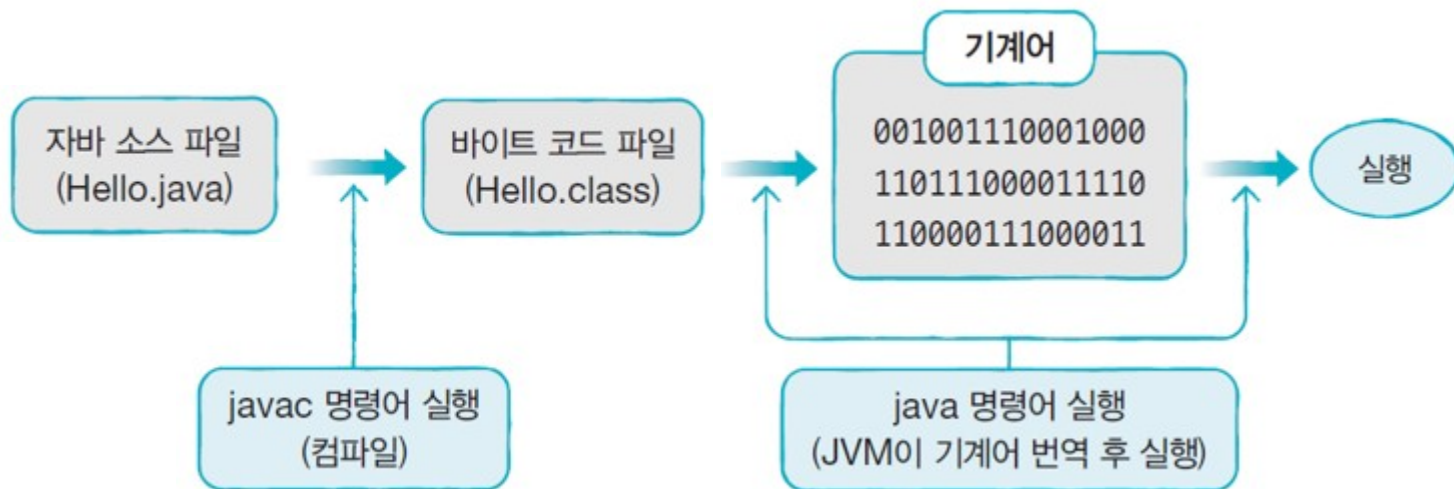 자바 소스 파일
(Hello.java)
바이트 코드 파일
(Hello.class)
기계어
001001110001000
110111000011110
110000111000011
실행
javac 명령어 실행
(컴파일)
java 명령어 실행
(JVM이 기계어 번역 후 실행)